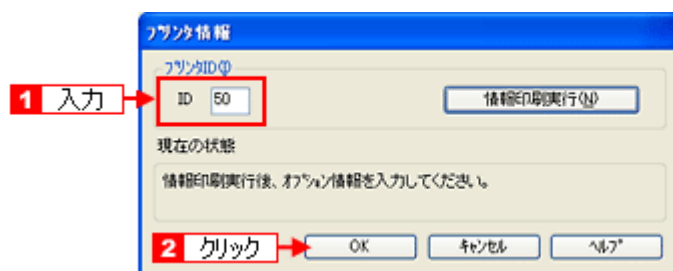 プリンタ情報
プリンタID(I)
1 入力
ID 50
情報印刷実行(N)
現在の状態
情報印刷実行後、オプション情報を入力してください。
2 クリック
OK キャンセル ヘルプ